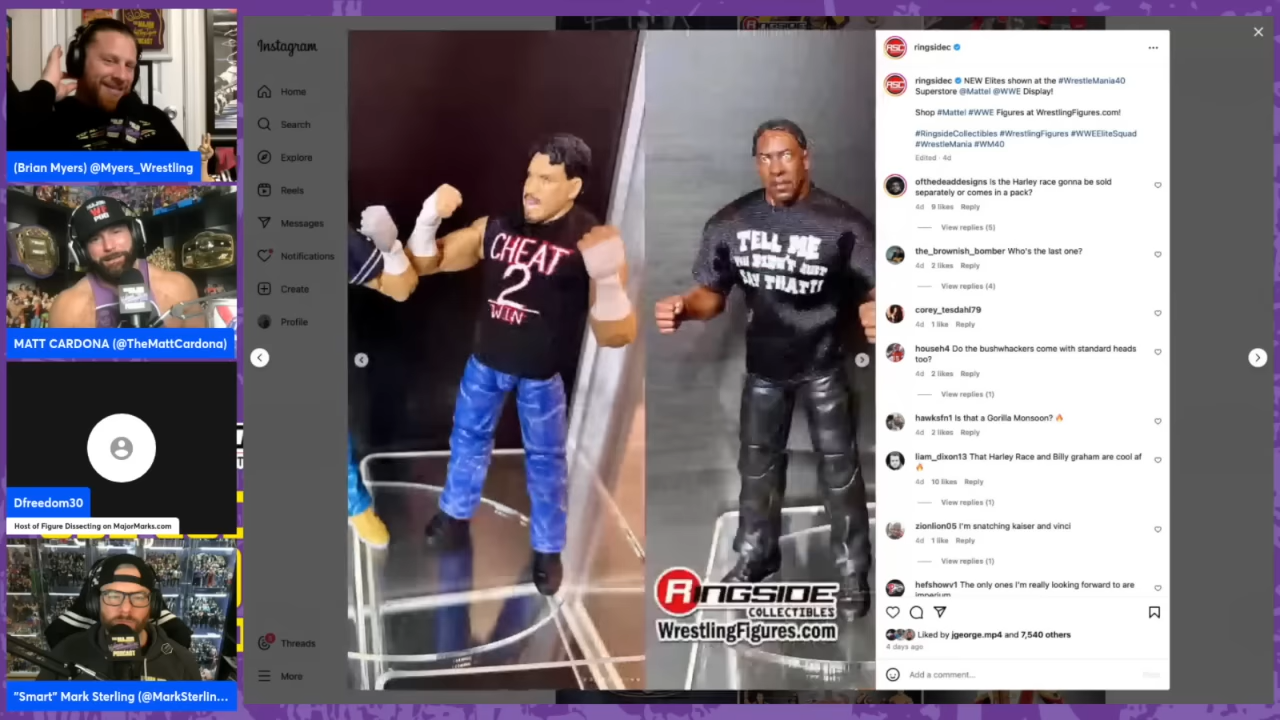 (Brian Myers) @Myers_Wrestling
MATT CARDONA (@TheMattCardona)
Dfreedom30
Host of Figure Dissecting on MajorMarks.com
"Smart" Mark Sterling (@MarkSterlin...
Instagram
Home
Search
Explore
Reels
Messages
Notifications
Create
Profile
Threads
More
RINGSIDE
CHEAT
2
WIN
TELL ME
YOU DIDN'T JUST
SAY THAT?!
RINGSIDE
COLLECTIBLES
WrestlingFigures.com
RSC
ringsidec
RSC
ringsidec NEW Elites shown at the #WrestleMania40
Superstore @Mattel @WWE Display!
Shop #Mattel #WWE Figures at WrestlingFigures.com!
#RingsideCollectibles #WrestlingFigures #WWEEliteSquad
#WrestleMania #WM40
Edited · 4d
ofthedeaddesigns Is the Harley race gonna be sold
separately or comes in a pack?
4d 9 likes Reply
View replies (5)
the_brownish_bomber Who's the last one?
4d 2 likes Reply
View replies (4)
corey_tesdahl79
4d 1 like Reply
househ4 Do the bushwhackers come with standard heads
too?
4d 2 likes Reply
View replies (1)
hawksfn1 Is that a Gorilla Monsoon? 🔥
4d 2 likes Reply
liam_dixon13 That Harley Race and Billy graham are cool af
🔥
4d 10 likes Reply
View replies (1)
zionlion05 I'm snatching kaiser and vinci
4d 1 like Reply
View replies (1)
hefshowv1 The only ones I'm really looking forward to are
imperium
Liked by jgeorge.mp4 and 7,540 others
4 days ago
Add a comment...